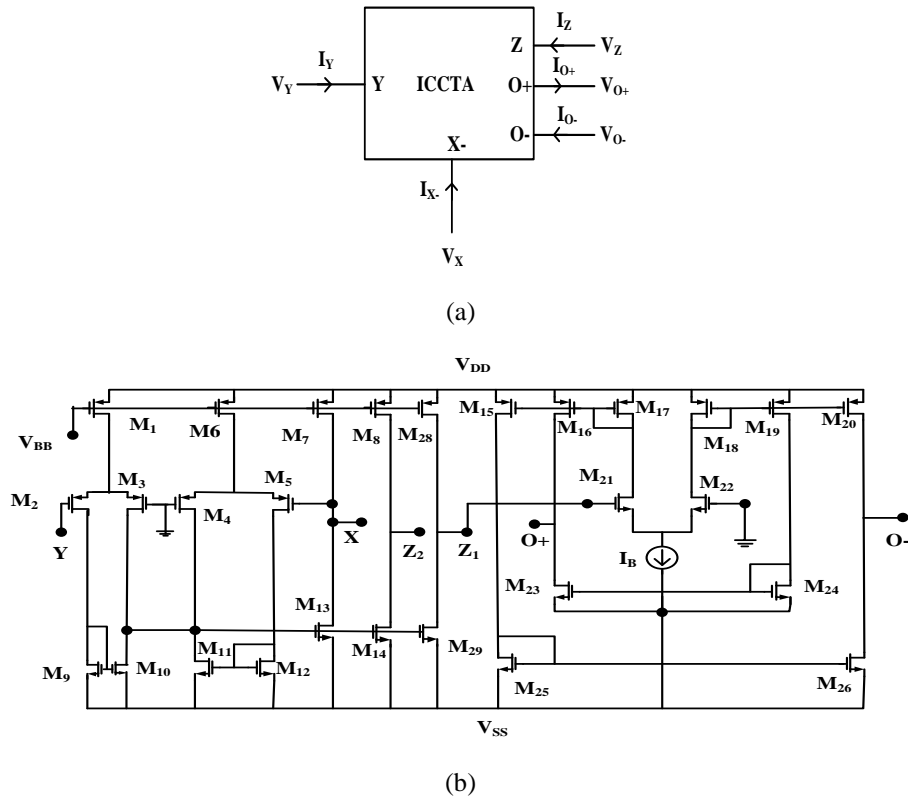 I_Z
Z
V_Z
I_Y
I_O+
V_Y
Y
ICCTA
O+
V_O+
I_O-
O-
V_O-
X-
I_X-
V_X
(a)
V_DD
M_15
M_17
M_1
M6
M_7
M_8
M_28
M_16
M_18
M_19
M_20
V_BB
M_5
M_3
M_21
M_22
M_2
M_4
X
Z_2
Z_1
O+
O-
Y
I_B
M_23
M_24
M_13
M_11
M_9
M_10
M_12
M_14
M_29
M_25
M_26
V_SS
(b)